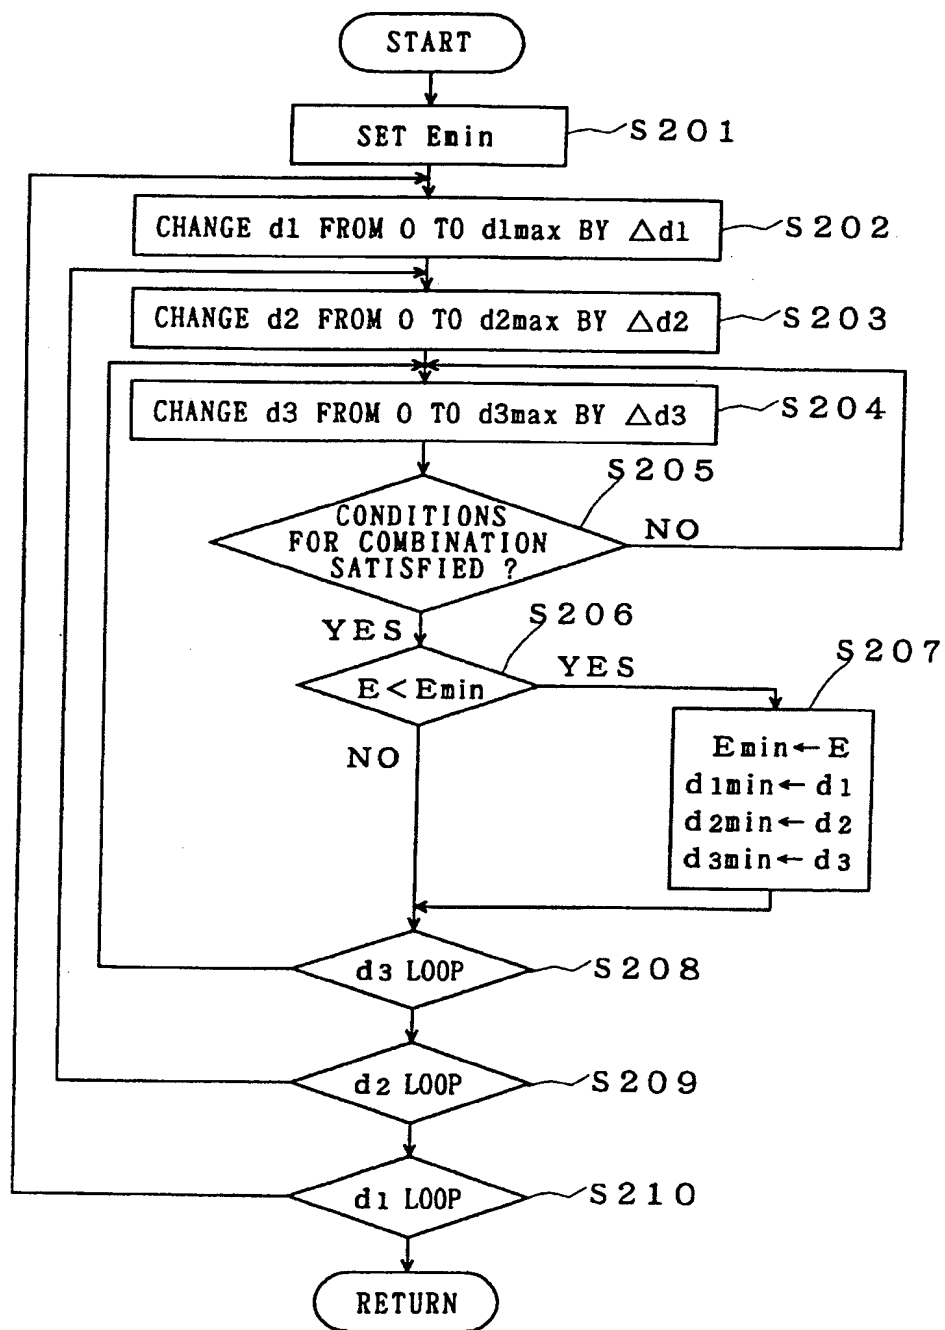 START
SET Emin
S201
CHANGE d1 FROM 0 TO d1max BY △d1
S202
CHANGE d2 FROM 0 TO d2max BY △d2
S203
CHANGE d3 FROM 0 TO d3max BY △d3
S204
S205
CONDITIONS
FOR COMBINATION
SATISFIED ?
NO
YES
S206
E<Emin
YES
S207
NO
Emin←E
d1min←d1
d2min←d2
d3min←d3
d3 LOOP
S208
d2 LOOP
S209
d1 LOOP
S210
RETURN